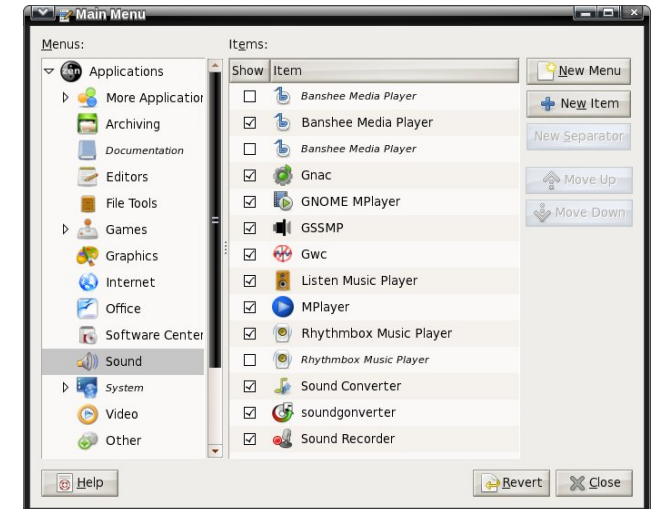 Main Menu
Menus:
Items:
zen Applications
More Application
Archiving
Documentation
Editors
File Tools
Games
Graphics
Internet
Office
Software Center
Sound
System
Video
Other
Show Item
Banshee Media Player
Banshee Media Player
Banshee Media Player
Gnac
GNOME MPlayer
GSSMP
Gwc
Listen Music Player
MPlayer
Rhythmbox Music Player
Rhythmbox Music Player
Sound Converter
soundgonverter
Sound Recorder
New Menu
New Item
New Separator
Move Up
Move Down
Help
Revert
Close